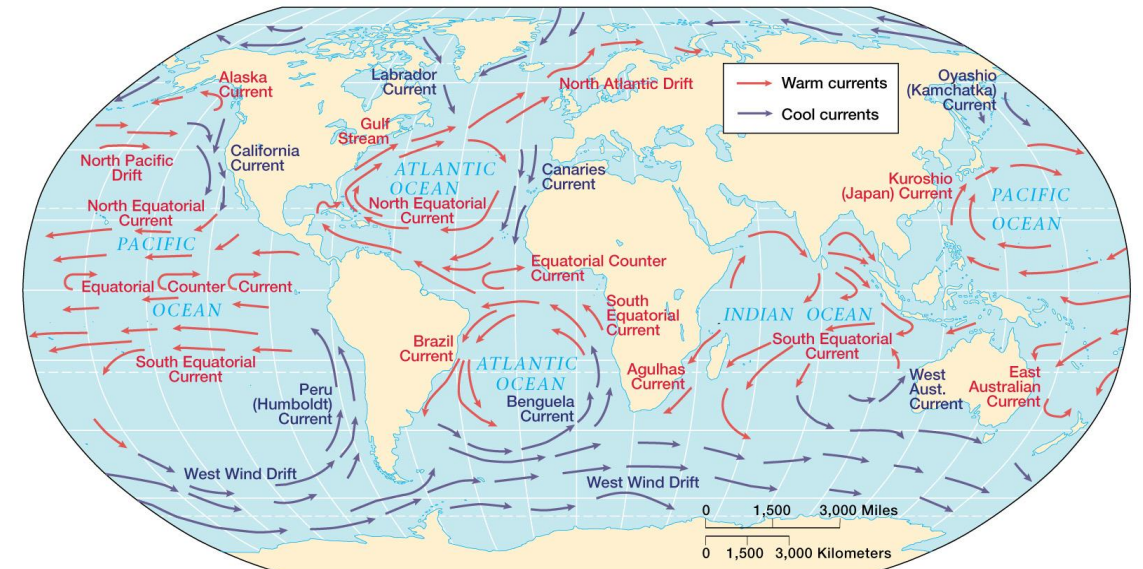 Alaska
Current
Labrador
Current
North Atlantic Drift
Warm currents
Cool currents
Oyashio
(Kamchatka)
Current
Gulf
Stream
California
Current
North Pacific
Drift
ATLANTIC
OCEAN
Canaries
Current
Kuroshio
(Japan) Current
PACIFIC
OCEAN
North Equatorial
Current
North Equatorial
Current
PACIFIC
Equatorial Counter Current
OCEAN
Equatorial Counter
Current
South
Equatorial
Current
INDIAN OCEAN
South Equatorial
Current
South Equatorial
Current
Brazil
Current
ATLANTIC
OCEAN
Agulhas
Current
West
Aust.
Current
East
Australian
Current
Peru
(Humboldt)
Current
Benguela
Current
West Wind Drift
West Wind Drift
0 1,500 3,000 Miles
0 1,500 3,000 Kilometers